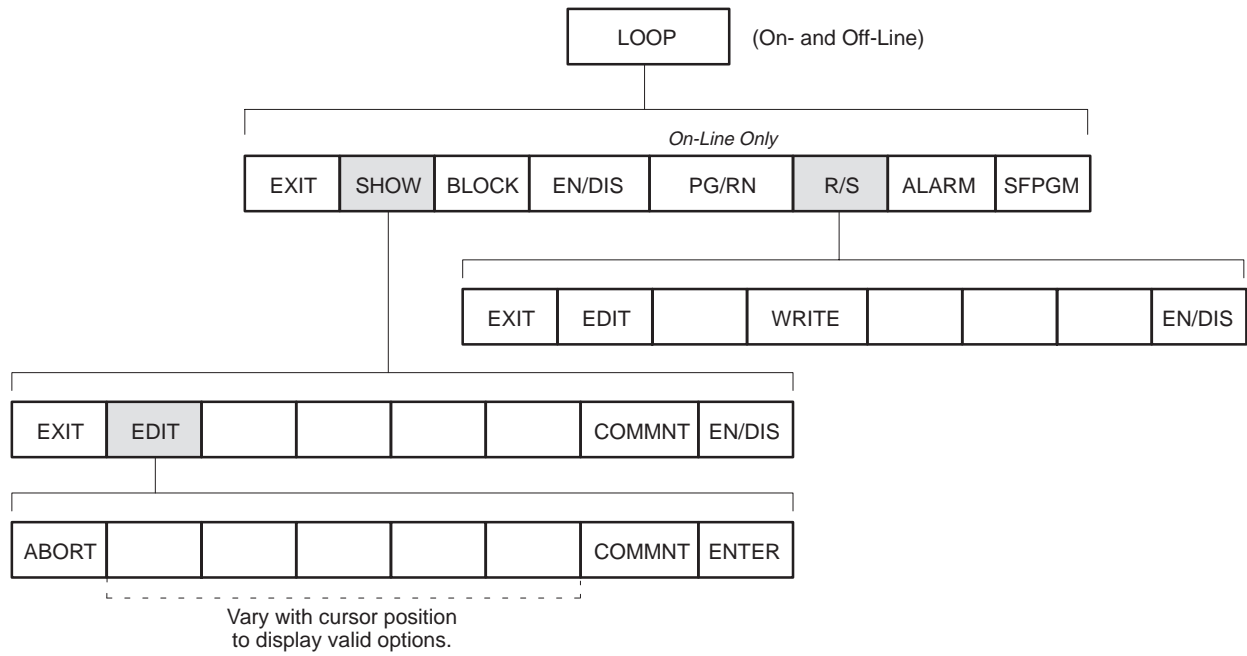 LOOP (On- and Off-Line)
On-Line Only
EXIT SHOW BLOCK EN/DIS PG/RN R/S ALARM SFPGM
EXIT EDIT WRITE EN/DIS
EXIT EDIT COMMNT EN/DIS
ABORT COMMNT ENTER
Vary with cursor position
to display valid options.